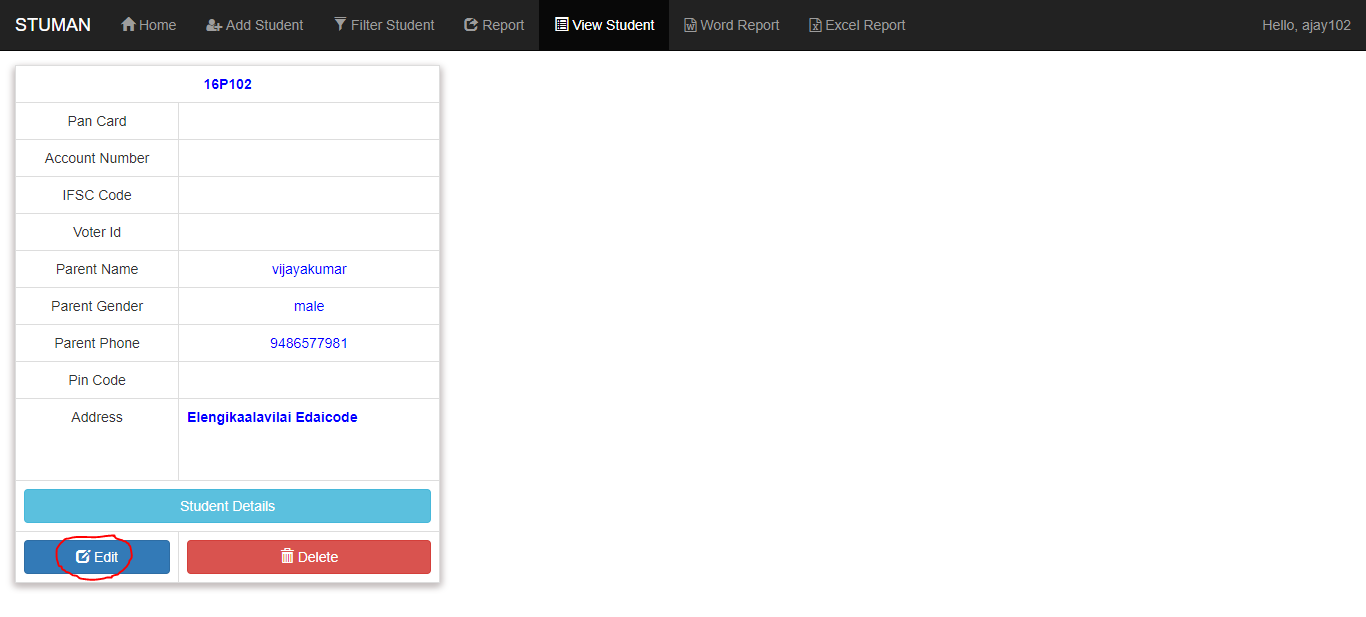 STUMAN Home Add Student Filter Student Report View Student Word Report Excel Report Hello, ajay102
16P102
Pan Card
Account Number
IFSC Code
Voter Id
Parent Name vijayakumar
Parent Gender male
Parent Phone 9486577981
Pin Code
Address Elengikaalavilai Edaicode
Student Details
Edit Delete